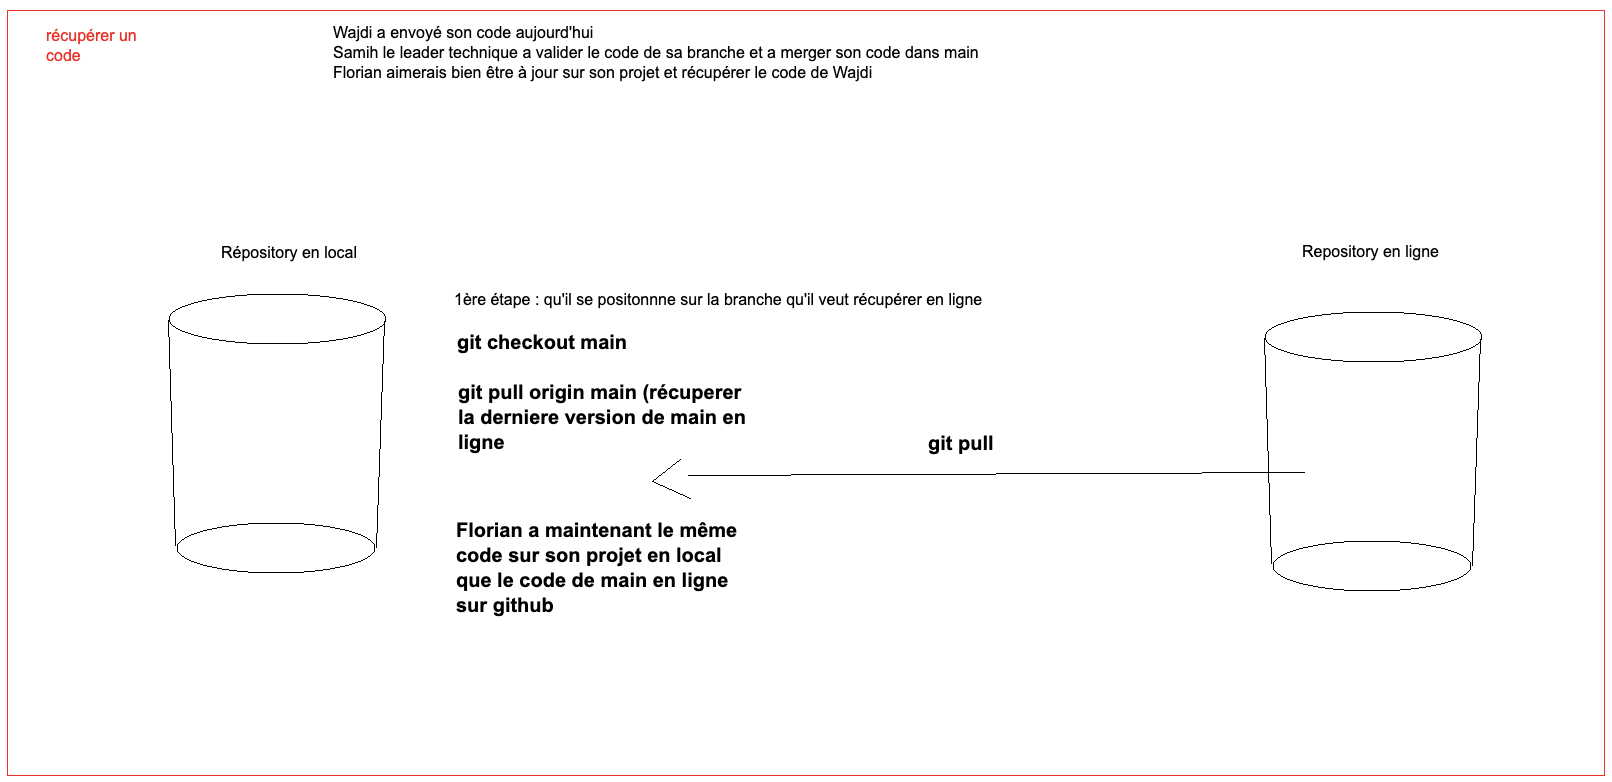 récupérer un
code
Wajdi a envoyé son code aujourd'hui
Samih le leader technique a valider le code de sa branche et a merger son code dans main
Florian aimerais bien être à jour sur son projet et récupérer le code de Wajdi
Répository en local
Repository en ligne
1ère étape : qu'il se positonnne sur la branche qu'il veut récupérer en ligne
git checkout main
git pull origin main (récuperer
la derniere version de main en
ligne
git pull
Florian a maintenant le même
code sur son projet en local
que le code de main en ligne
sur github